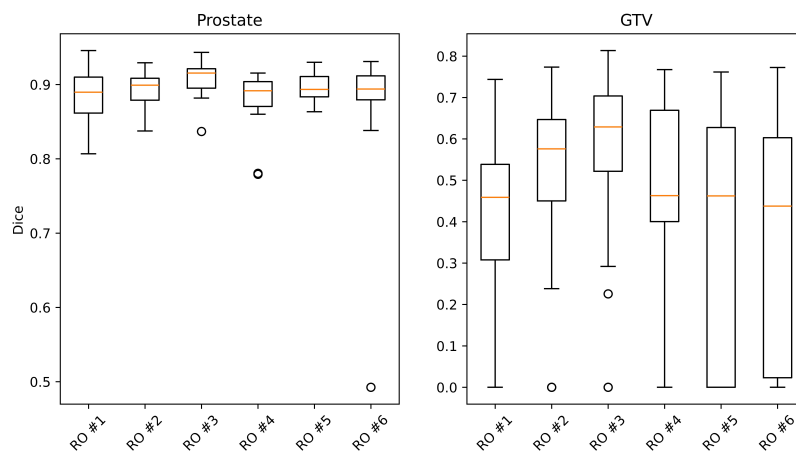 Prostate
GTV
Dice
0.9
0.8
0.7
0.6
0.5
RO #1
RO #2
RO #3
RO #4
RO #5
RO #6
0.8
0.7
0.6
0.5
0.4
0.3
0.2
0.1
0.0
RO #1
RO #2
RO #3
RO #4
RO #5
RO #6